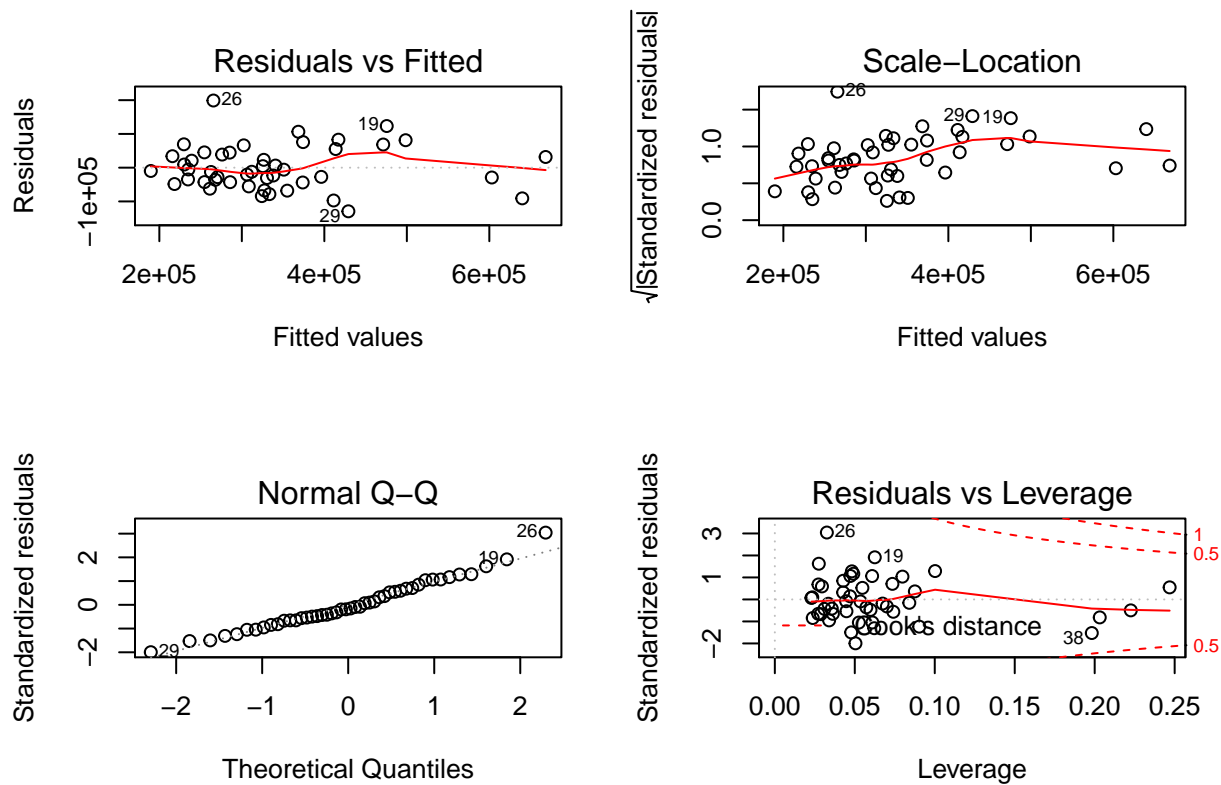 Residuals vs Fitted
Residuals
−1e+05
26
19
29
2e+05 4e+05 6e+05
Fitted values
Scale−Location
√|Standardized residuals|
0.0 1.0
26
29 19
2e+05 4e+05 6e+05
Fitted values
Normal Q−Q
Standardized residuals
−2 0 2
26
19
29
−2 −1 0 1 2
Theoretical Quantiles
Residuals vs Leverage
Standardized residuals
−2 1 3
26
19
38
distance
1
0.5
0.5
0.00 0.05 0.10 0.15 0.20 0.25
Leverage